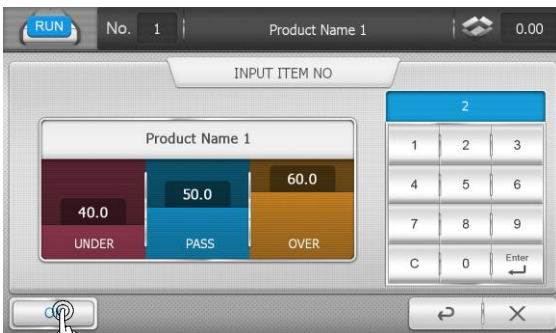 RUN No. 1 Product Name 1 0.00
INPUT ITEM NO
2
Product Name 1
1 2 3
4 5 6
7 8 9
C 0 Enter
40.0 50.0 60.0
UNDER PASS OVER